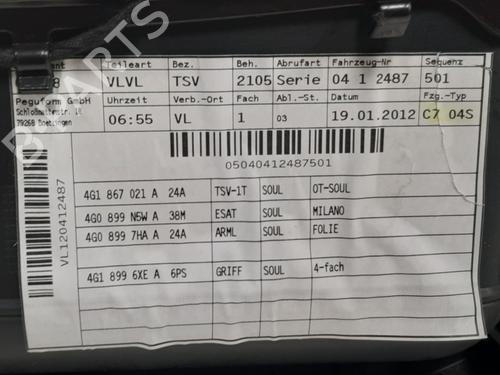 Teileart Bez. Beh. Abrufart Fahrzeug-Nr Sequenz
8 VLVL TSV 2105 Serie 04 1 2487 501
Peguform GmbH Uhrzeit Verb.-Ort Fach Abl.-St. Datum Fzg.-Typ
79268 Boetzingen 06:55 VL 1 03 19.01.2012 C7 04S
05040412487501
VL120412487
4G1 867 021 A 24A TSV-1T SOUL OT-SOUL
4G0 899 N5W A 38M ESAT SOUL MILANO
4G0 899 7HA A 24A ARML SOUL FOLIE
4G1 899 6XE A 6PS GRIFF SOUL 4-fach
PARTS